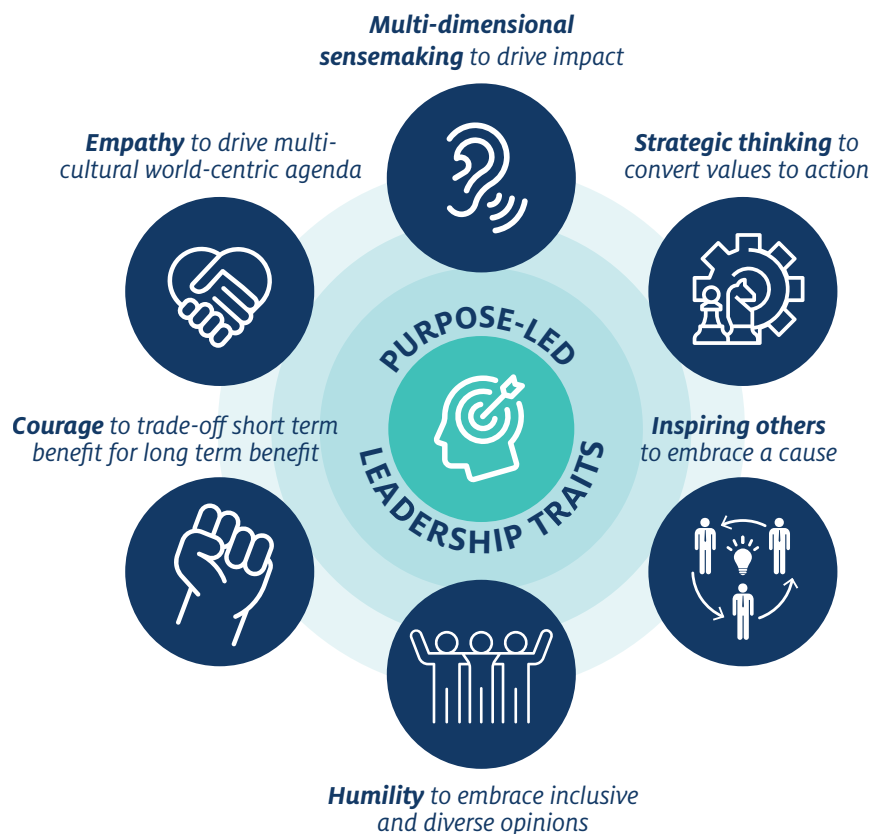 Multi-dimensional
sensemaking to drive impact
Empathy to drive multi-
cultural world-centric agenda
Strategic thinking to
convert values to action
PURPOSE-LED
LEADERSHIP TRAITS
Courage to trade-off short term
benefit for long term benefit
Inspiring others
to embrace a cause
Humility to embrace inclusive
and diverse opinions